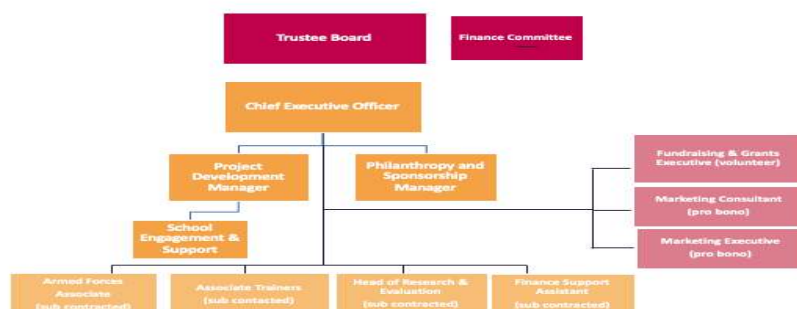 Trustee Board
Finance Committee
Chief Executive Officer
Project
Development
Manager
Philanthropy and
Sponsorship
Manager
Fundraising & Grants
Executive (volunteer)
Marketing Consultant
(pro bono)
School
Engagement &
Support
Marketing Executive
(pro bono)
Armed Forces
Associate
(sub contracted)
Associate Trainers
(sub contacted)
Head of Research &
Evaluation
(sub contracted)
Finance Support
Assistant
(sub contracted)